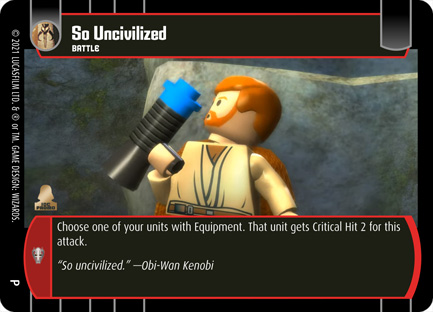 So Uncivilized
BATTLE
© 2021 LUCASFILM LTD. & ® or TM. GAME DESIGN: WIZARDS.
Choose one of your units with Equipment. That unit gets Critical Hit 2 for this
attack.
“So uncivilized.” —Obi-Wan Kenobi
P